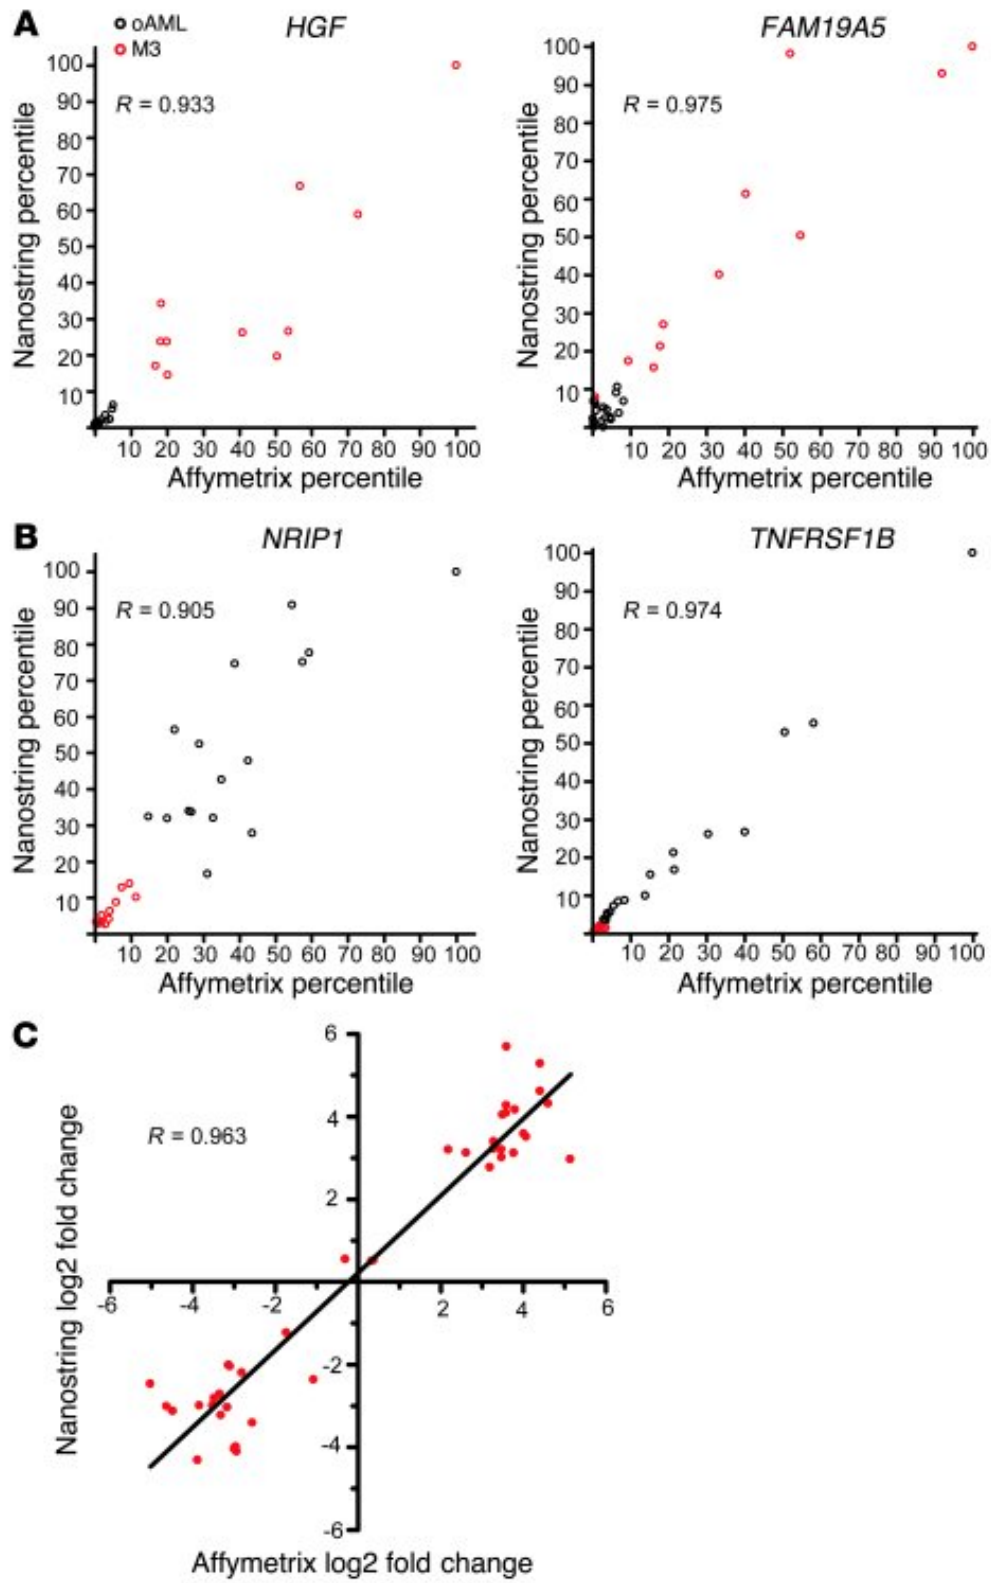 A
oAML
M3
HGF
FAM19A5
R = 0.933
R = 0.975
Nanostring percentile
100
90
80
70
60
50
40
30
20
10
10 20 30 40 50 60 70 80 90 100
Affymetrix percentile
Nanostring percentile
100
90
80
70
60
50
40
30
20
10
10 20 30 40 50 60 70 80 90 100
Affymetrix percentile
B
NRIP1
TNFRSF1B
R = 0.905
R = 0.974
Nanostring percentile
100
90
80
70
60
50
40
30
20
10
10 20 30 40 50 60 70 80 90 100
Affymetrix percentile
Nanostring percentile
100
90
80
70
60
50
40
30
20
10
10 20 30 40 50 60 70 80 90 100
Affymetrix percentile
C
R = 0.963
Nanostring log2 fold change
6
4
2
-6 -4 -2 2 4 6
-2
-4
-6
Affymetrix log2 fold change